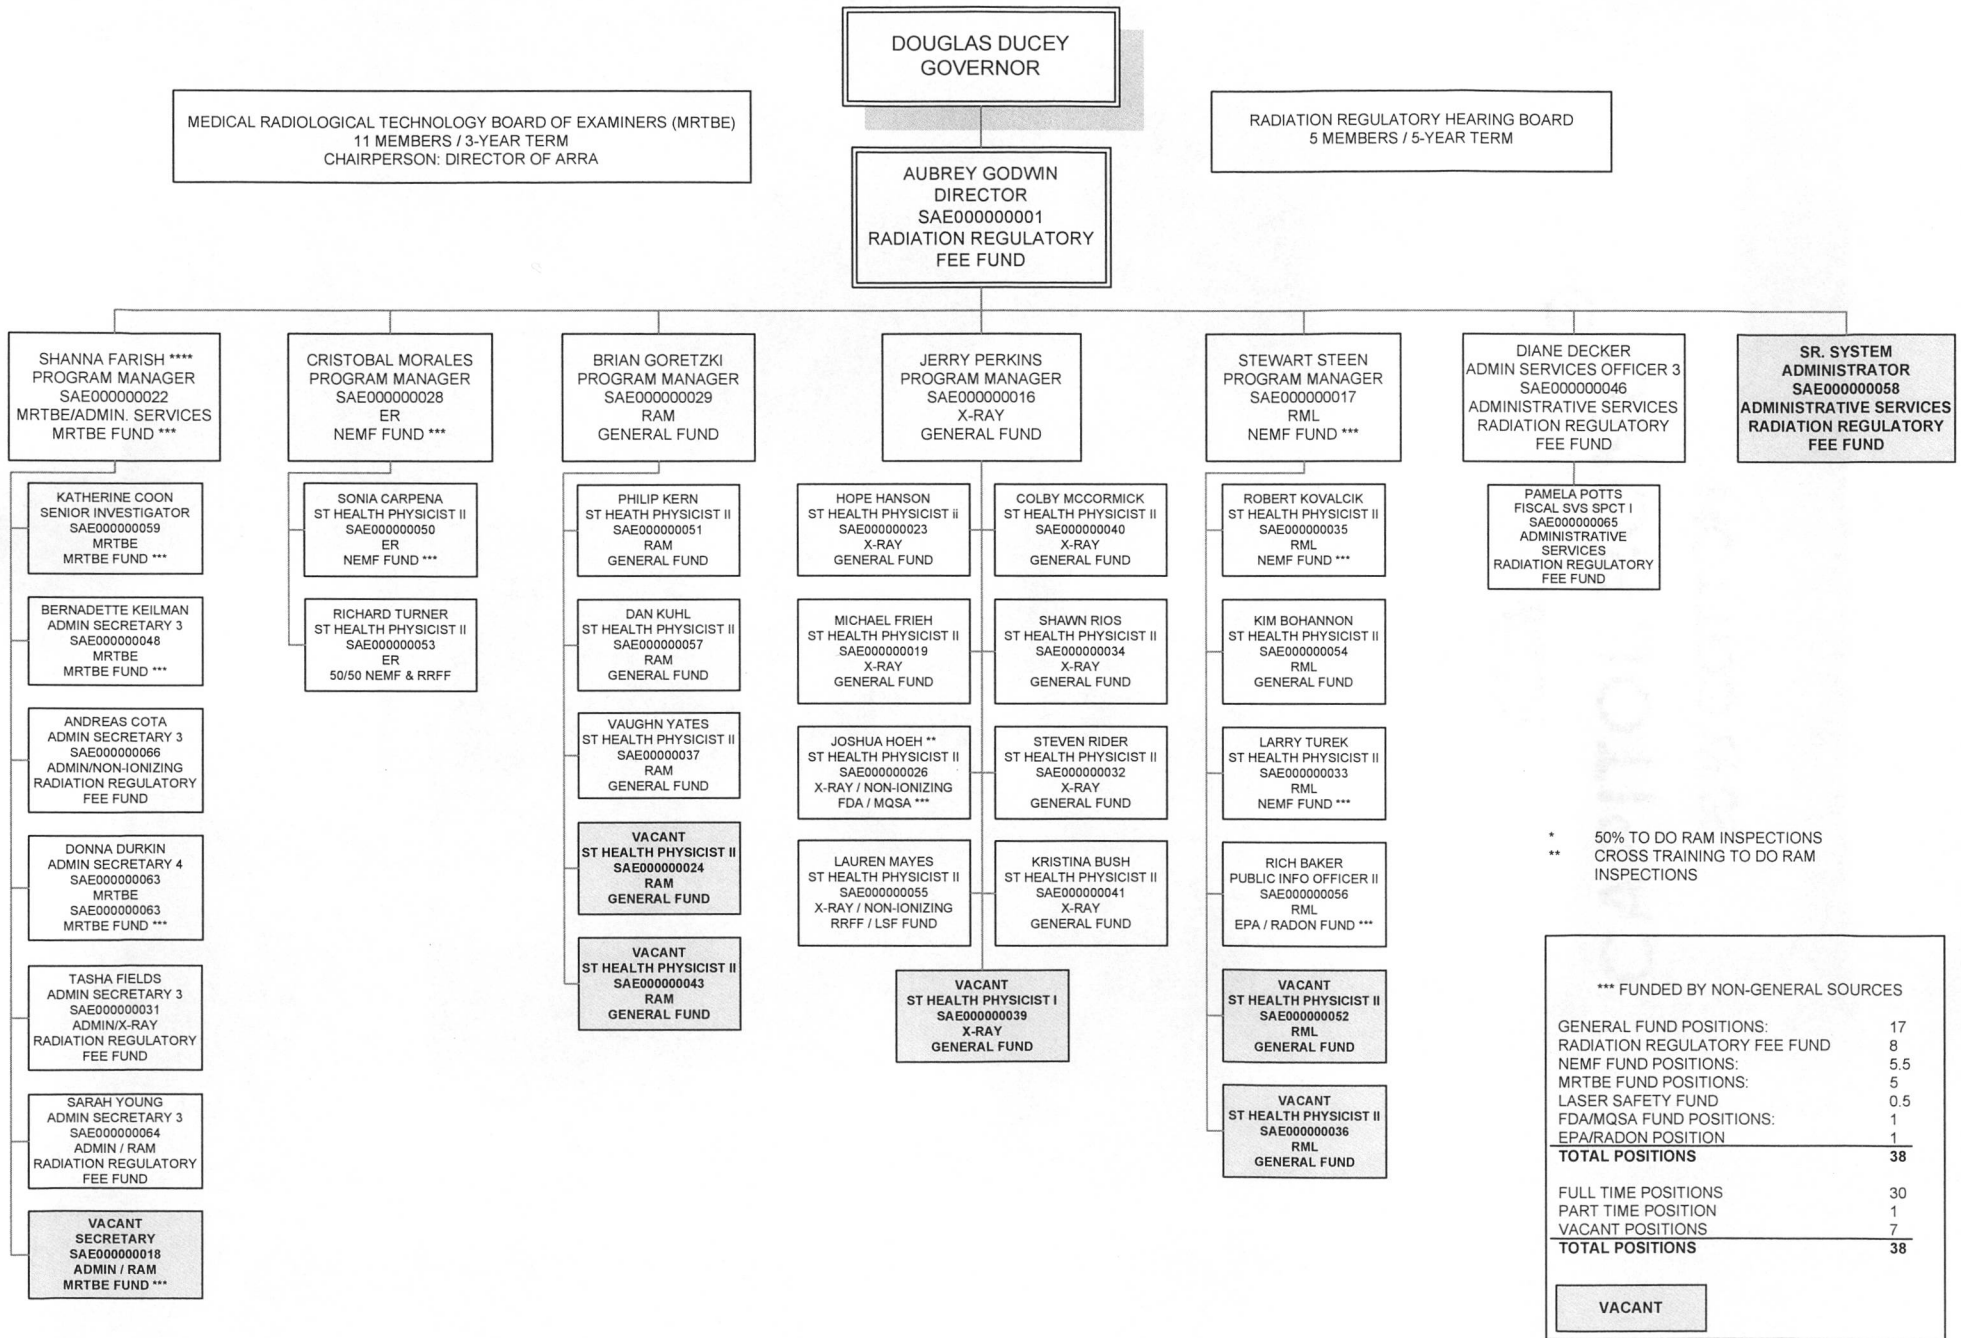 DOUGLAS DUCEY
GOVERNOR
MEDICAL RADIOLOGICAL TECHNOLOGY BOARD OF EXAMINERS (MRTBE)
11 MEMBERS / 3-YEAR TERM
CHAIRPERSON: DIRECTOR OF ARRA
RADIATION REGULATORY HEARING BOARD
5 MEMBERS / 5-YEAR TERM
AUBREY GODWIN
DIRECTOR
SAE000000001
RADIATION REGULATORY
FEE FUND
SHANNA FARISH ****
PROGRAM MANAGER
SAE000000022
MRTBE/ADMIN. SERVICES
MRTBE FUND ***
KATHERINE COON
SENIOR INVESTIGATOR
SAE000000059
MRTBE
MRTBE FUND ***
BERNADETTE KEILMAN
ADMIN SECRETARY 3
SAE000000048
MRTBE
MRTBE FUND ***
ANDREAS COTA
ADMIN SECRETARY 3
SAE000000066
ADMIN/NON-IONIZING
RADIATION REGULATORY
FEE FUND
DONNA DURKIN
ADMIN SECRETARY 4
SAE000000063
MRTBE
SAE000000063
MRTBE FUND ***
TASHA FIELDS
ADMIN SECRETARY 3
SAE000000031
ADMIN/X-RAY
RADIATION REGULATORY
FEE FUND
SARAH YOUNG
ADMIN SECRETARY 3
SAE000000064
ADMIN / RAM
RADIATION REGULATORY
FEE FUND
VACANT
SECRETARY
SAE000000018
ADMIN / RAM
MRTBE FUND ***
CRISTOBAL MORALES
PROGRAM MANAGER
SAE000000028
ER
NEMF FUND ***
SONIA CARPENA
ST HEALTH PHYSICIST II
SAE000000050
ER
NEMF FUND ***
RICHARD TURNER
ST HEALTH PHYSICIST II
SAE000000053
ER
50/50 NEMF & RRFF
BRIAN GORETZKI
PROGRAM MANAGER
SAE000000029
RAM
GENERAL FUND
PHILIP KERN
ST HEATH PHYSICIST II
SAE000000051
RAM
GENERAL FUND
DAN KUHL
ST HEALTH PHYSICIST II
SAE000000057
RAM
GENERAL FUND
VAUGHN YATES
ST HEALTH PHYSICIST II
SAE00000037
RAM
GENERAL FUND
VACANT
ST HEALTH PHYSICIST II
SAE000000024
RAM
GENERAL FUND
VACANT
ST HEALTH PHYSICIST II
SAE000000043
RAM
GENERAL FUND
JERRY PERKINS
PROGRAM MANAGER
SAE000000016
X-RAY
GENERAL FUND
HOPE HANSON
ST HEALTH PHYSICIST ii
SAE000000023
X-RAY
GENERAL FUND
COLBY MCCORMICK
ST HEALTH PHYSICIST II
SAE000000040
X-RAY
GENERAL FUND
MICHAEL FRIEH
ST HEALTH PHYSICIST II
SAE000000019
X-RAY
GENERAL FUND
SHAWN RIOS
ST HEALTH PHYSICIST II
SAE000000034
X-RAY
GENERAL FUND
JOSHUA HOEH **
ST HEALTH PHYSICIST II
SAE000000026
X-RAY / NON-IONIZING
FDA / MQSA ***
STEVEN RIDER
ST HEALTH PHYSICIST II
SAE000000032
X-RAY
GENERAL FUND
LAUREN MAYES
ST HEALTH PHYSICIST II
SAE000000055
X-RAY / NON-IONIZING
RRFF / LSF FUND
KRISTINA BUSH
ST HEALTH PHYSICIST II
SAE000000041
X-RAY
GENERAL FUND
VACANT
ST HEALTH PHYSICIST I
SAE000000039
X-RAY
GENERAL FUND
STEWART STEEN
PROGRAM MANAGER
SAE000000017
RML
NEMF FUND ***
ROBERT KOVALCIK
ST HEALTH PHYSICIST II
SAE000000035
RML
NEMF FUND ***
KIM BOHANNON
ST HEALTH PHYSICIST II
SAE000000054
RML
GENERAL FUND
LARRY TUREK
ST HEALTH PHYSICIST II
SAE000000033
RML
NEMF FUND ***
RICH BAKER
PUBLIC INFO OFFICER II
SAE000000056
RML
EPA / RADON FUND ***
VACANT
ST HEALTH PHYSICIST II
SAE000000052
RML
GENERAL FUND
VACANT
ST HEALTH PHYSICIST II
SAE000000036
RML
GENERAL FUND
DIANE DECKER
ADMIN SERVICES OFFICER 3
SAE000000046
ADMINISTRATIVE SERVICES
RADIATION REGULATORY
FEE FUND
PAMELA POTTS
FISCAL SVS SPCT I
SAE000000065
ADMINISTRATIVE
SERVICES
RADIATION REGULATORY
FEE FUND
SR. SYSTEM
ADMINISTRATOR
SAE000000058
ADMINISTRATIVE SERVICES
RADIATION REGULATORY
FEE FUND
* 50% TO DO RAM INSPECTIONS
** CROSS TRAINING TO DO RAM
INSPECTIONS
*** FUNDED BY NON-GENERAL SOURCES
GENERAL FUND POSITIONS: 17
RADIATION REGULATORY FEE FUND 8
NEMF FUND POSITIONS: 5.5
MRTBE FUND POSITIONS: 5
LASER SAFETY FUND 0.5
FDA/MQSA FUND POSITIONS: 1
EPA/RADON POSITION 1
TOTAL POSITIONS 38
FULL TIME POSITIONS 30
PART TIME POSITION 1
VACANT POSITIONS 7
TOTAL POSITIONS 38
VACANT